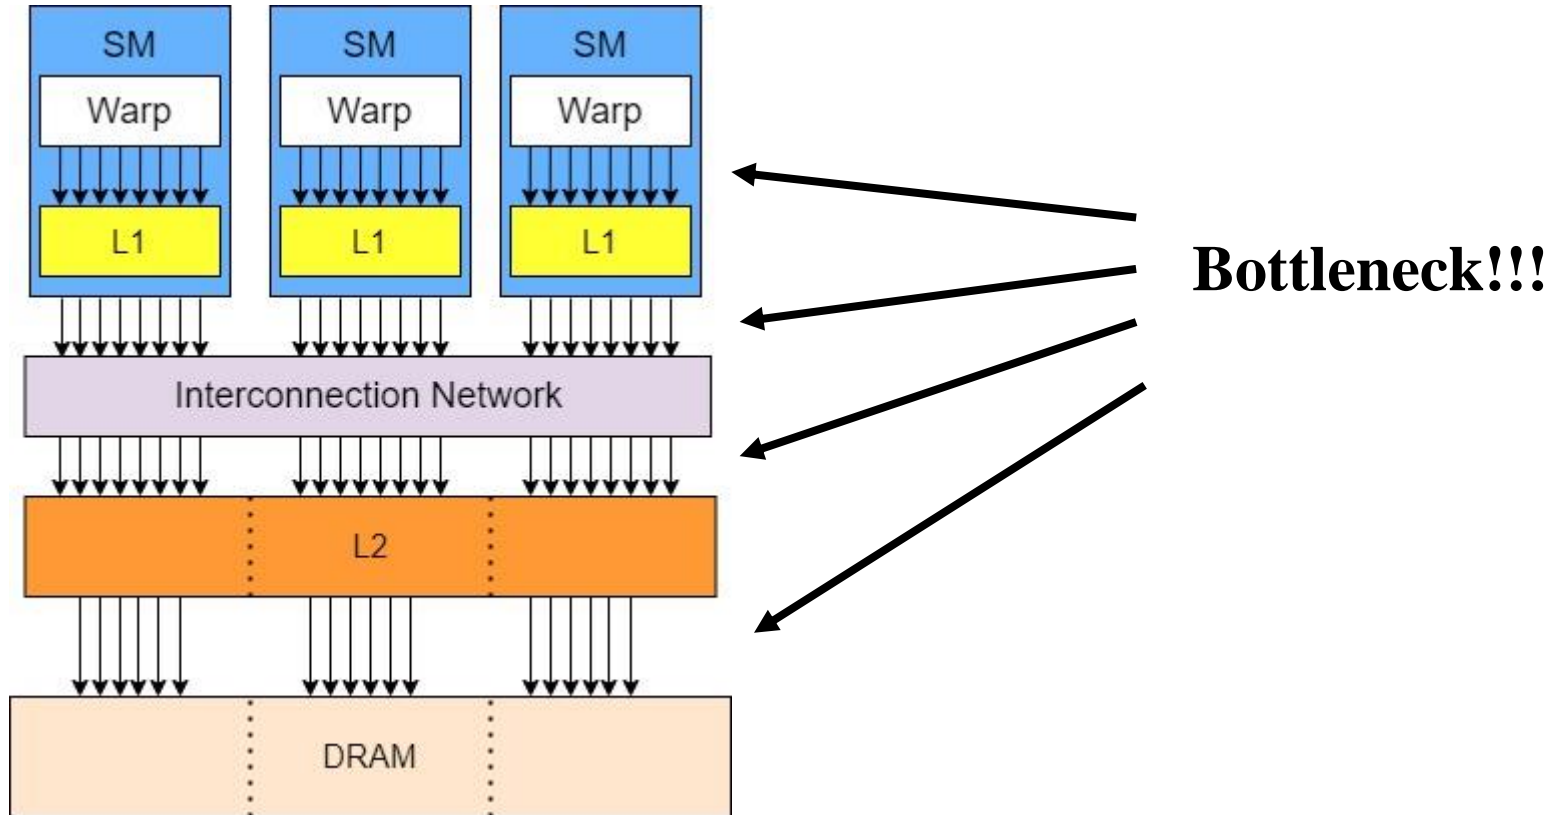 SM SM SM
Warp Warp Warp
L1 L1 L1
Bottleneck!!!
Interconnection Network
L2
DRAM